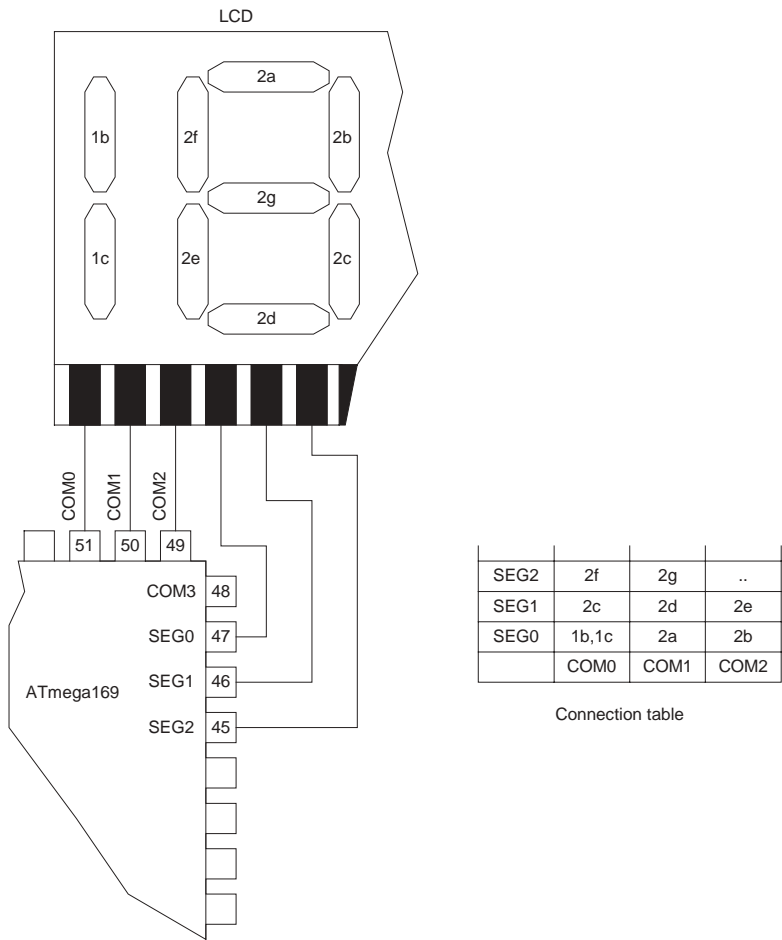 LCD
2a
1b 2f 2b
2g
1c 2e 2c
2d
COM0 COM1 COM2
51 50 49
COM3 48
SEG0 47
SEG1 46
ATmega169
SEG2 45
SEG2 2f 2g ..
SEG1 2c 2d 2e
SEG0 1b,1c 2a 2b
COM0 COM1 COM2
Connection table